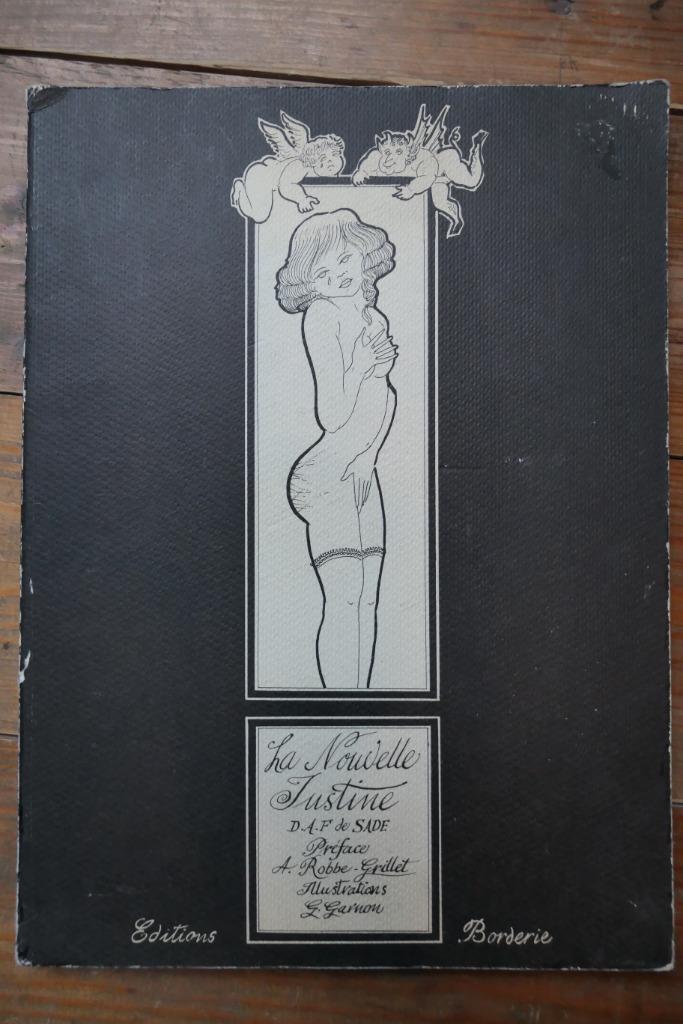 La Nouvelle
Justine
D.A.F de SADE
Préface
A. Robbe-Grillet
Illustrations
G. Garnon
Editions Borderie